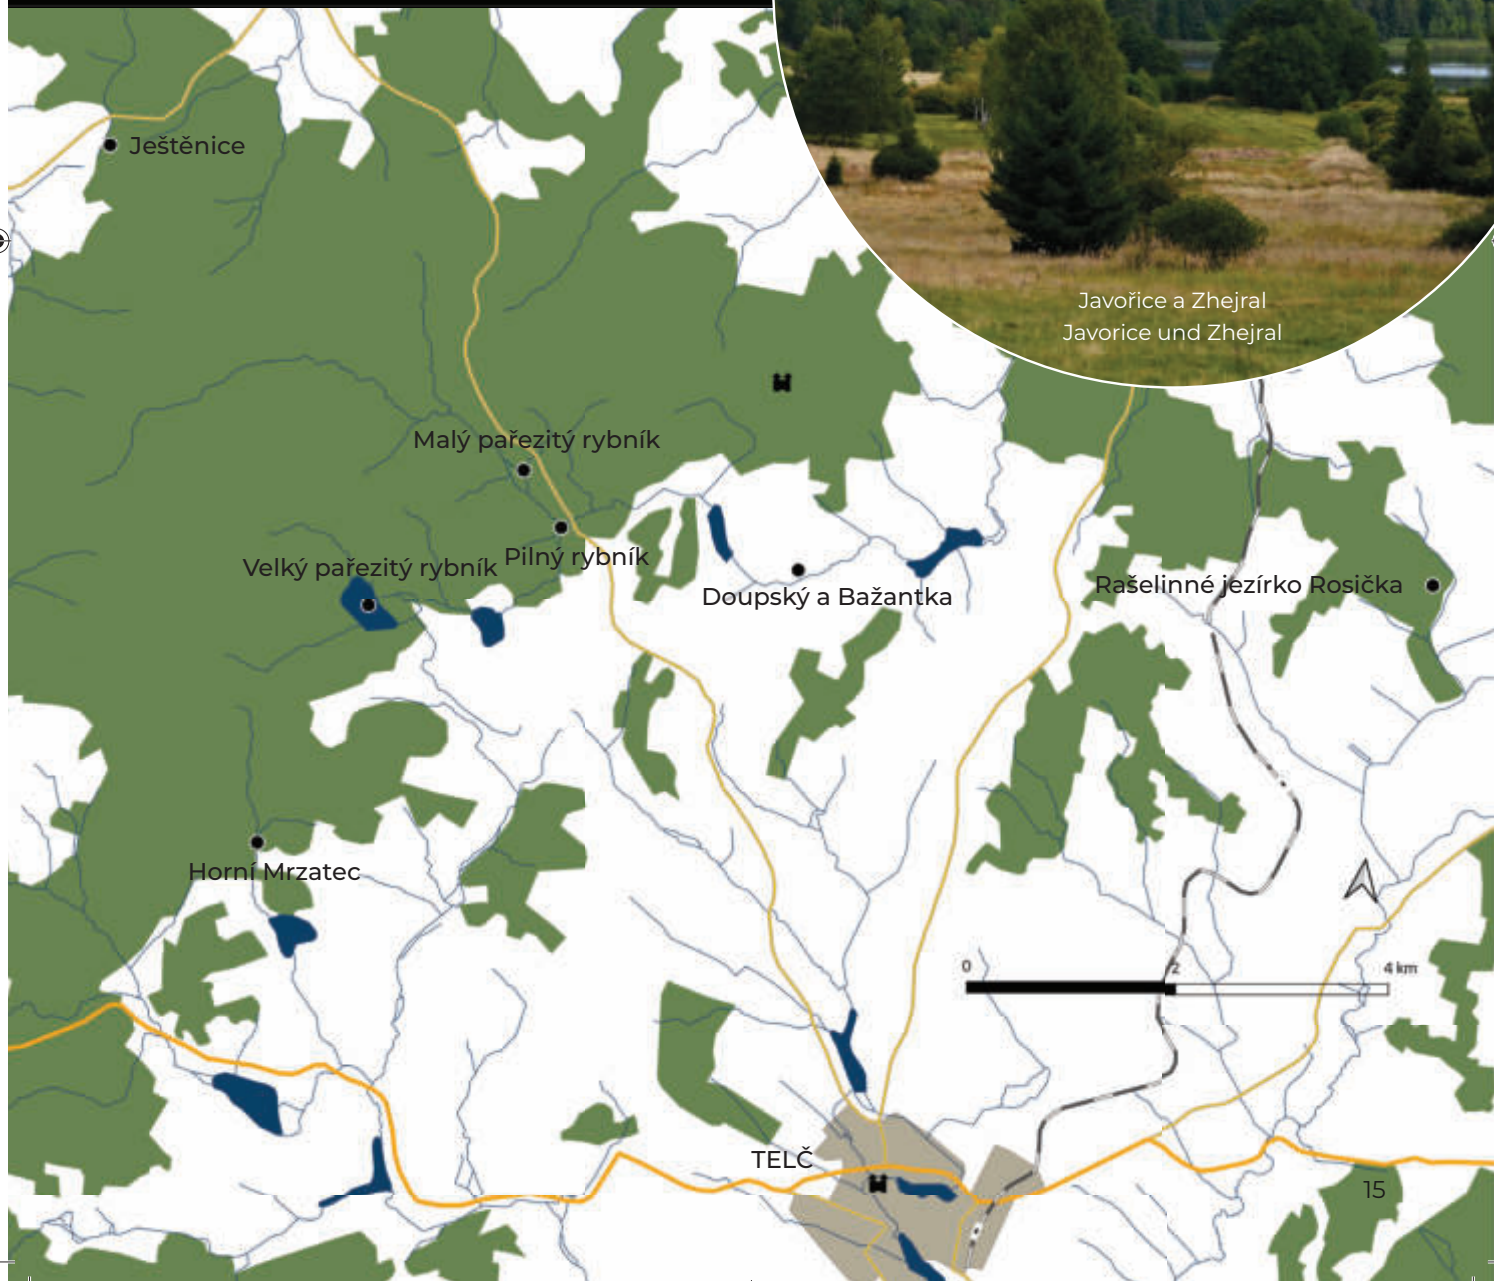 Javořice a Zhejral
Javorice und Zhejral
Ještěnice
Malý pařezitý rybník
Pilný rybník
Velký pařezitý rybník
Doupský a Bažantka
Rašelinné jezírko Rosička
Horní Mrzatec
0 2 4 km
TELČ
15